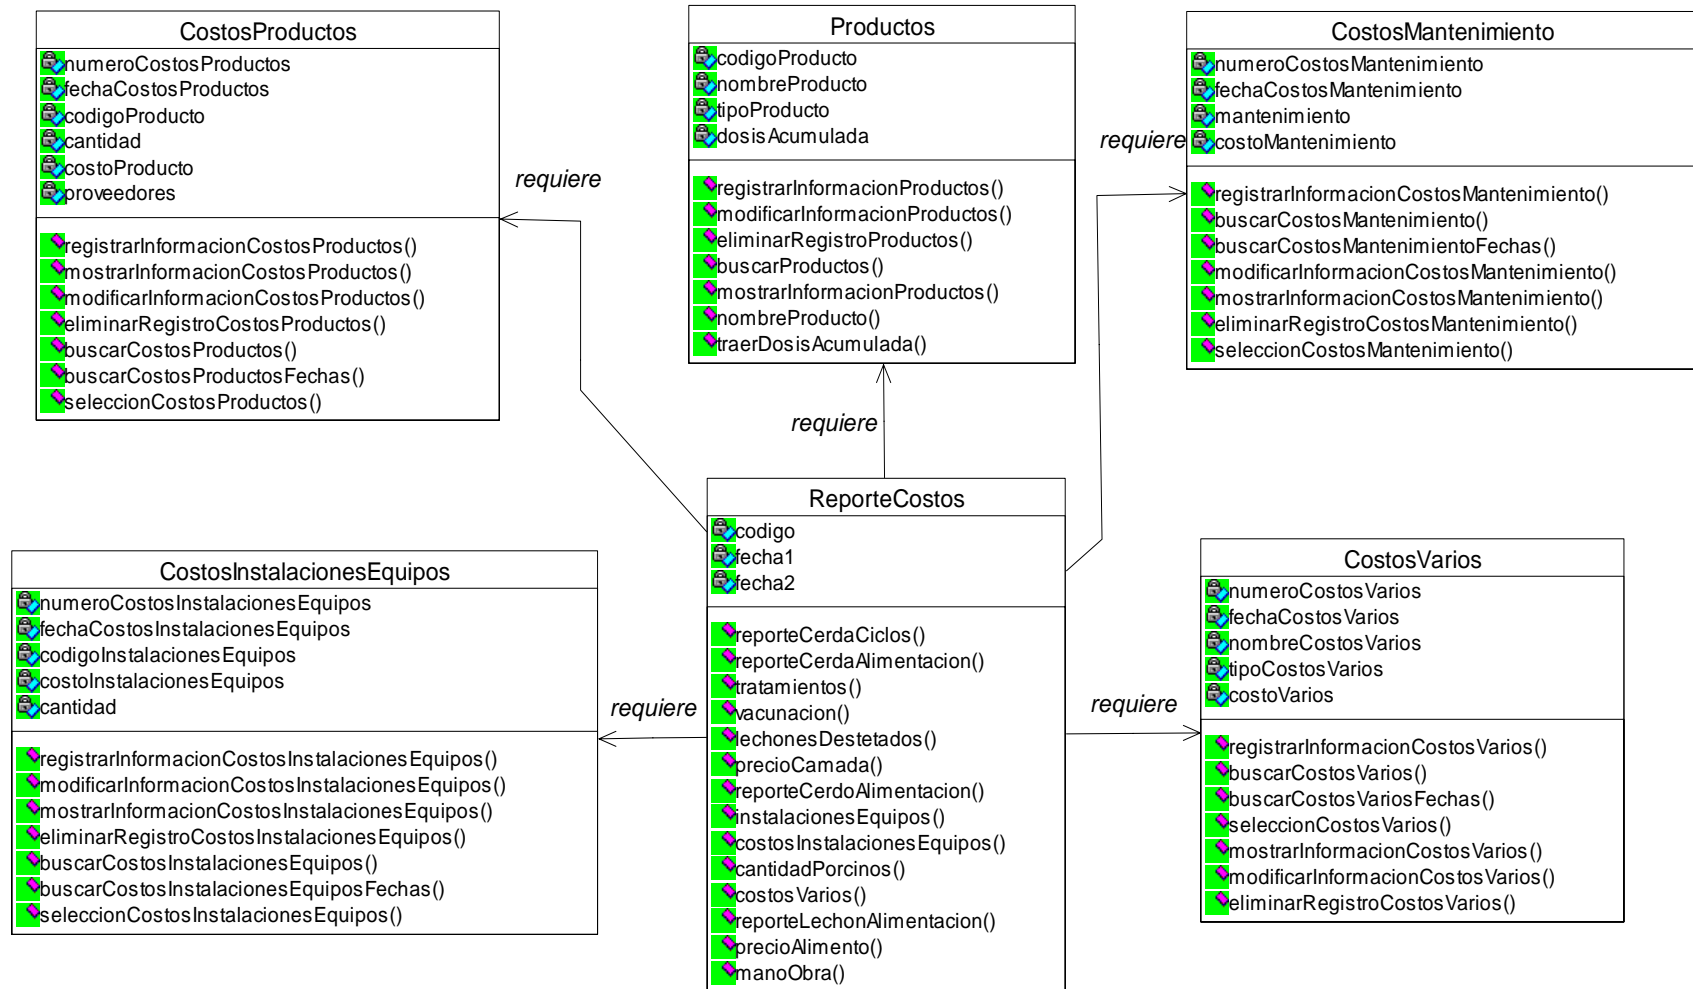 CostosProductos
numeroCostosProductos
fechaCostosProductos
codigoProducto
cantidad
costoProducto
proveedores
registrarInformacionCostosProductos()
mostrarInformacionCostosProductos()
modificarInformacionCostosProductos()
eliminarRegistroCostosProductos()
buscarCostosProductos()
buscarCostosProductosFechas()
seleccionCostosProductos()
requiere
Productos
codigoProducto
nombreProducto
tipoProducto
dosisAcumulada
registrarInformacionProductos()
modificarInformacionProductos()
eliminarRegistroProductos()
buscarProductos()
mostrarInformacionProductos()
nombreProducto()
traerDosisAcumulada()
requiere
requiere
CostosMantenimiento
numeroCostosMantenimiento
fechaCostosMantenimiento
mantenimiento
costoMantenimiento
registrarInformacionCostosMantenimiento()
buscarCostosMantenimiento()
buscarCostosMantenimientoFechas()
modificarInformacionCostosMantenimiento()
mostrarInformacionCostosMantenimiento()
eliminarRegistroCostosMantenimiento()
seleccionCostosMantenimiento()
CostosInstalacionesEquipos
numeroCostosInstalacionesEquipos
fechaCostosInstalacionesEquipos
codigoInstalacionesEquipos
costoInstalacionesEquipos
cantidad
registrarInformacionCostosInstalacionesEquipos()
modificarInformacionCostosInstalacionesEquipos()
mostrarInformacionCostosInstalacionesEquipos()
eliminarRegistroCostosInstalacionesEquipos()
buscarCostosInstalacionesEquipos()
buscarCostosInstalacionesEquiposFechas()
seleccionCostosInstalacionesEquipos()
requiere
ReporteCostos
codigo
fecha1
fecha2
reporteCerdaCiclos()
reporteCerdaAlimentacion()
tratamientos()
vacunacion()
lechonesDestetados()
precioCamada()
reporteCerdoAlimentacion()
instalacionesEquipos()
costosInstalacionesEquipos()
cantidadPorcinos()
costosVarios()
reporteLechonAlimentacion()
precioAlimento()
manoObra()
requiere
CostosVarios
numeroCostosVarios
fechaCostosVarios
nombreCostosVarios
tipoCostosVarios
costoVarios
registrarInformacionCostosVarios()
buscarCostosVarios()
buscarCostosVariosFechas()
seleccionCostosVarios()
mostrarInformacionCostosVarios()
modificarInformacionCostosVarios()
eliminarRegistroCostosVarios()